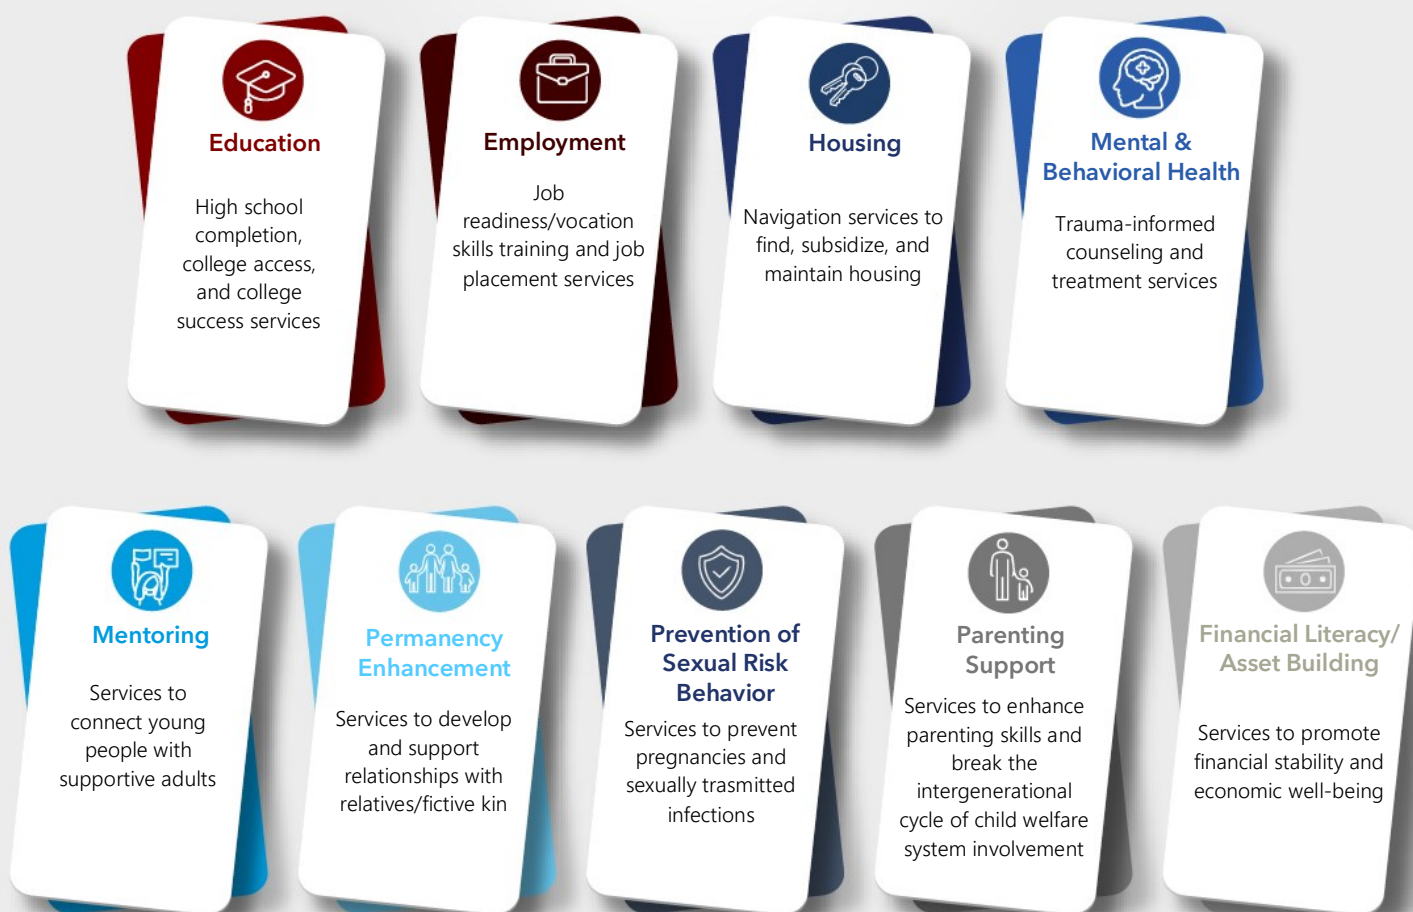 Education
High school
completion,
college access,
and college
success services
Employment
Job
readiness/vocation
skills training and job
placement services
Housing
Navigation services to
find, subsidize, and
maintain housing
Mental &
Behavioral Health
Trauma-informed
counseling and
treatment services
Mentoring
Services to
connect young
people with
supportive adults
Permanency
Enhancement
Services to develop
and support
relationships with
relatives/fictive kin
Prevention of
Sexual Risk
Behavior
Services to prevent
pregnancies and
sexually trasmitted
infections
Parenting
Support
Services to enhance
parenting skills and
break the
intergenerational
cycle of child welfare
system involvement
Financial Literacy/
Asset Building
Services to promote
financial stability and
economic well-being